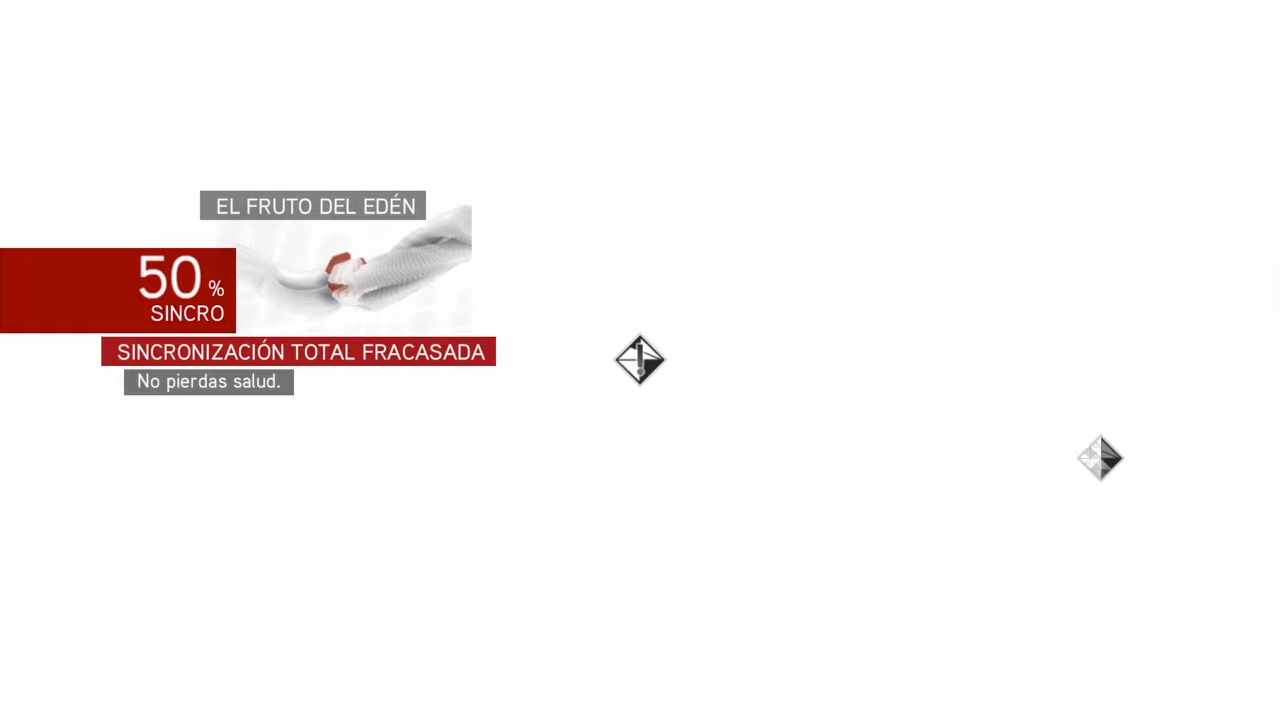 EL FRUTO DEL EDÉN
50 %
SINCRO
SINCRONIZACIÓN TOTAL FRACASADA
No pierdas salud.